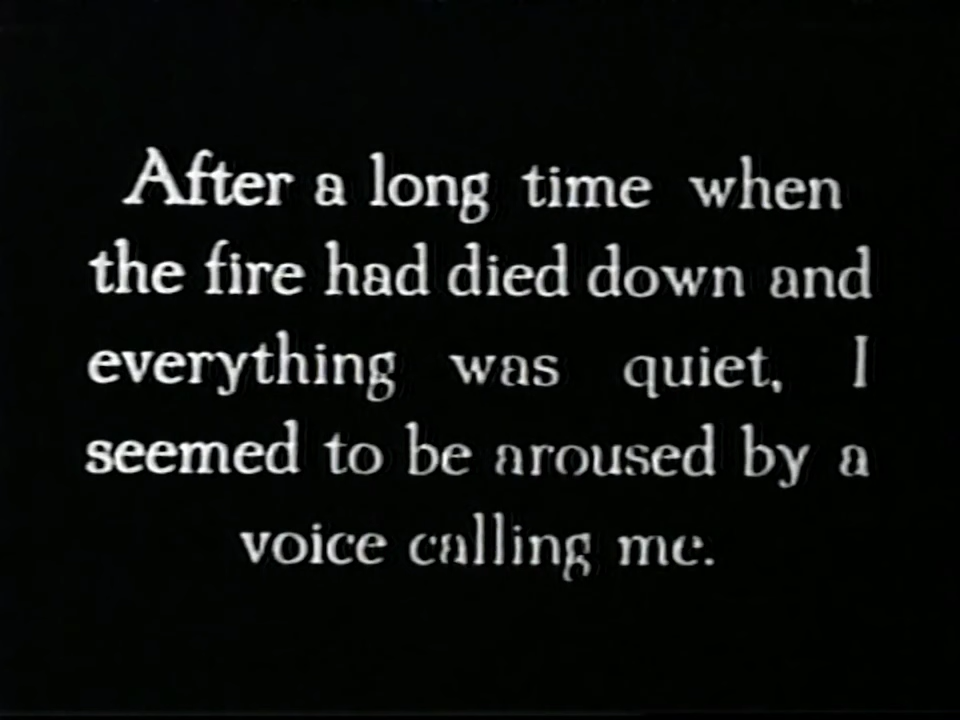 After a long time when
the fire had died down and
everything was quiet, I
seemed to be aroused by a
voice calling me.